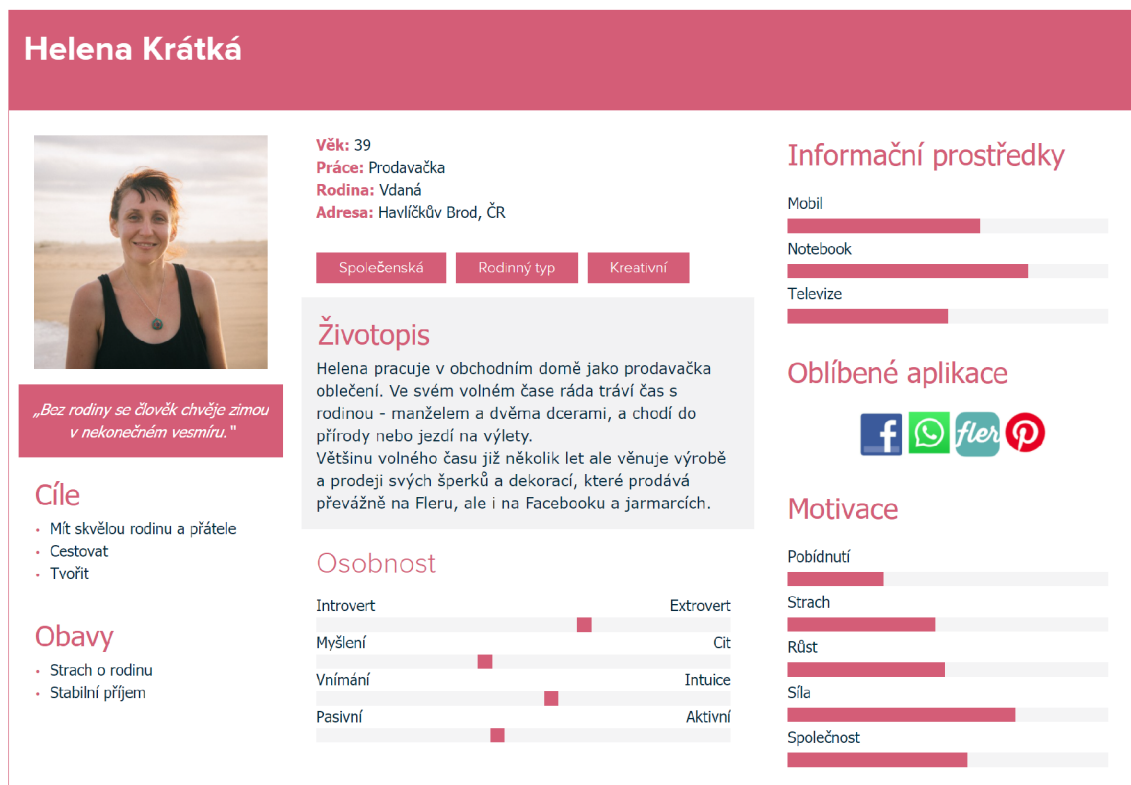 Helena Krátká
„Bez rodiny se člověk chvěje zimou
v nekonečném vesmíru."
Cíle
• Mít skvělou rodinu a přátele
• Cestovat
• Tvořit
Obavy
• Strach o rodinu
• Stabilní příjem
Věk: 39
Práce: Prodavačka
Rodina: Vdaná
Adresa: Havlíčkův Brod, ČR
Společenská
Rodinný typ
Kreativní
Životopis
Helena pracuje v obchodním domě jako prodavačka
oblečení. Ve svém volném čase ráda tráví čas s
rodinou - manželem a dvěma dcerami, a chodí do
přírody nebo jezdí na výlety.
Většinu volného času již několik let ale věnuje výrobě
a prodeji svých šperků a dekorací, které prodává
převážně na Fleru, ale i na Facebooku a jarmarcích.
Osobnost
Introvert Extrovert
Myšlení Cit
Vnímání Intuice
Pasivní Aktivní
Informační prostředky
Mobil
Notebook
Televize
Oblíbené aplikace
fler
Motivace
Pobídnutí
Strach
Růst
Síla
Společnost